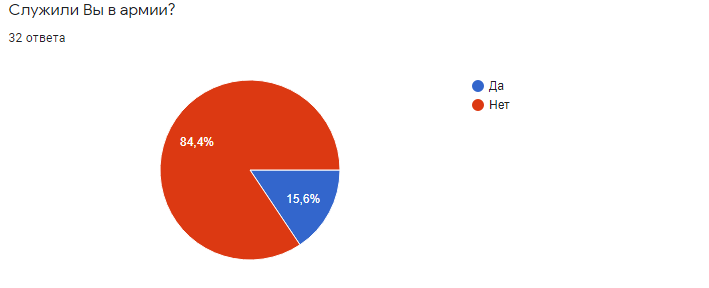 Служили Вы в армии?
32 ответа
Да
Нет
84,4%
15,6%